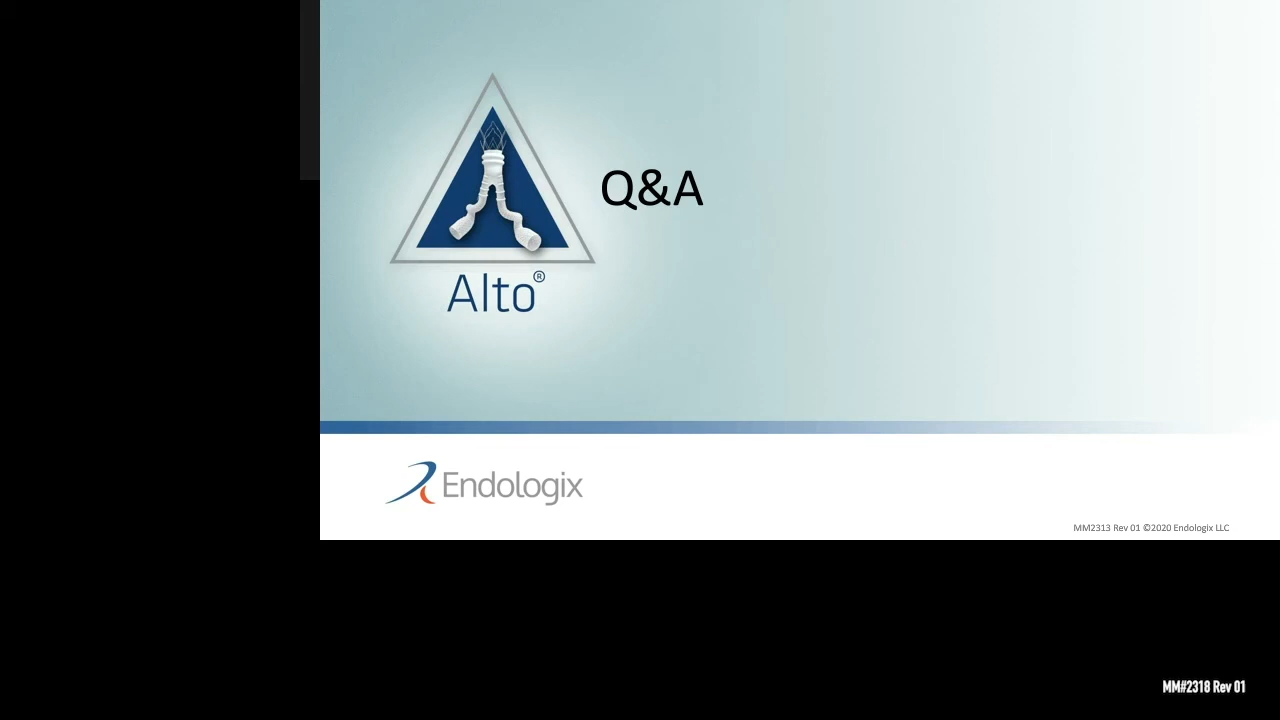 Q&A
Alto®
Endologix
MM2313 Rev 01 ©2020 Endologix LLC
MM#2318 Rev 01